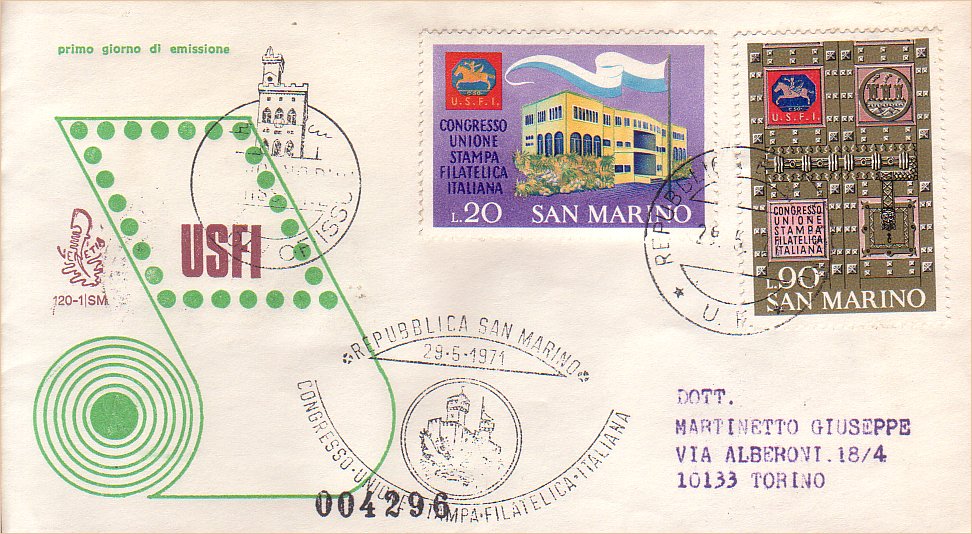 primo giorno di emissione
U.S.F.I.
CONGRESSO
UNIONE
STAMPA
FILATELICA
ITALIANA
L.20 SAN MARINO
U.S.F.I.
CONGRESSO
UNIONE
STAMPA
FILATELICA
ITALIANA
L.90
SAN MARINO
USFI
120-1|SM
REPUBBLICA SAN MARINO
29-5-1971
CONGRESSO·UNIONE·STAMPA·FILATELICA·ITALIANA
004296
DOTT.
MARTINETTO GIUSEPPE
VIA ALBERONI.18/4
10133 TORINO